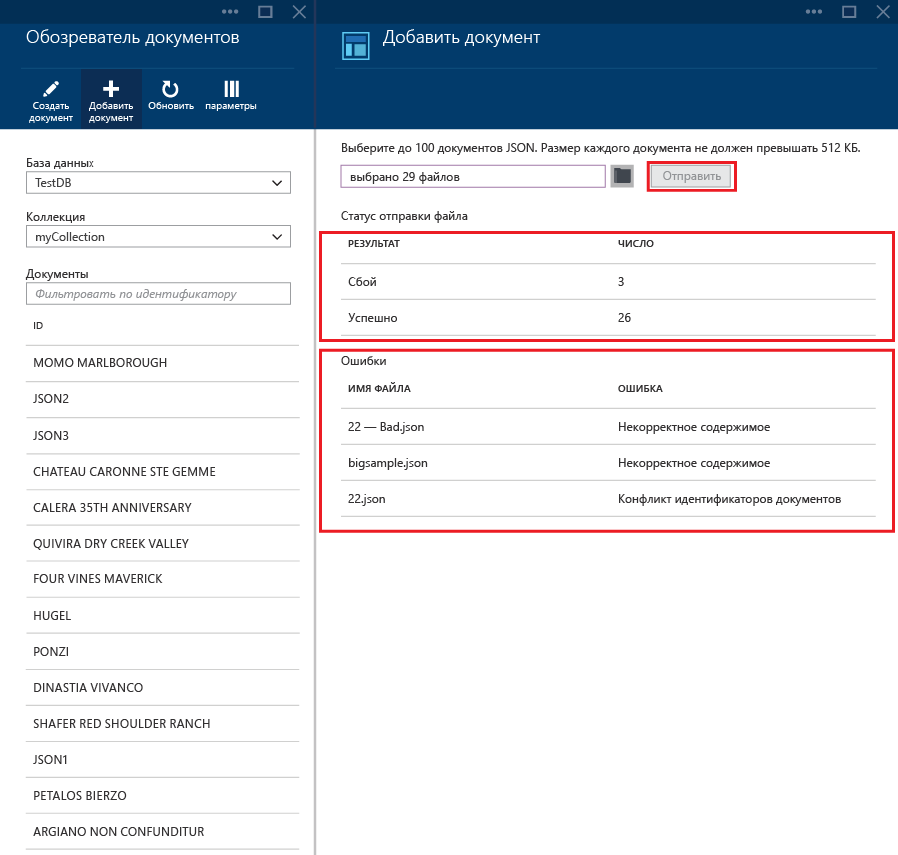 Обозреватель документов
Создать
документ
Добавить
документ
Обновить
параметры
База данных
TestDB
Коллекция
myCollection
Документы
Фильтровать по идентификатору
ID
MOMO MARLBOROUGH
JSON2
JSON3
CHATEAU CARONNE STE GEMME
CALERA 35TH ANNIVERSARY
QUIVIRA DRY CREEK VALLEY
FOUR VINES MAVERICK
HUGEL
PONZI
DINASTIA VIVANCO
SHAFER RED SHOULDER RANCH
JSON1
PETALOS BIERZO
ARGIANO NON CONFUNDITUR
Добавить документ
Выберите до 100 документов JSON. Размер каждого документа не должен превышать 512 КБ.
выбрано 29 файлов
Отправить
Статус отправки файла
РЕЗУЛЬТАТ ЧИСЛО
Сбой 3
Успешно 26
Ошибки
ИМЯ ФАЙЛА ОШИБКА
22 — Bad.json Некорректное содержимое
bigsample.json Некорректное содержимое
22.json Конфликт идентификаторов документов